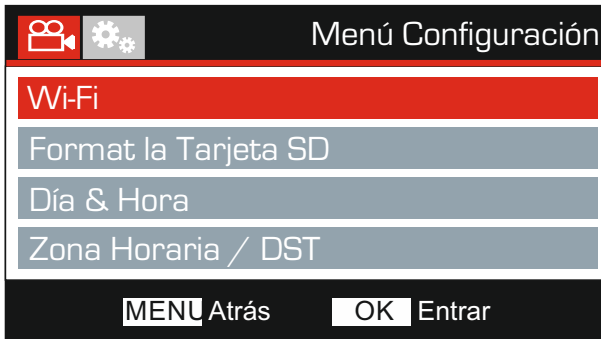 Menú Configuración
Wi-Fi
Format la Tarjeta SD
Día & Hora
Zona Horaria / DST
MENU Atrás OK Entrar